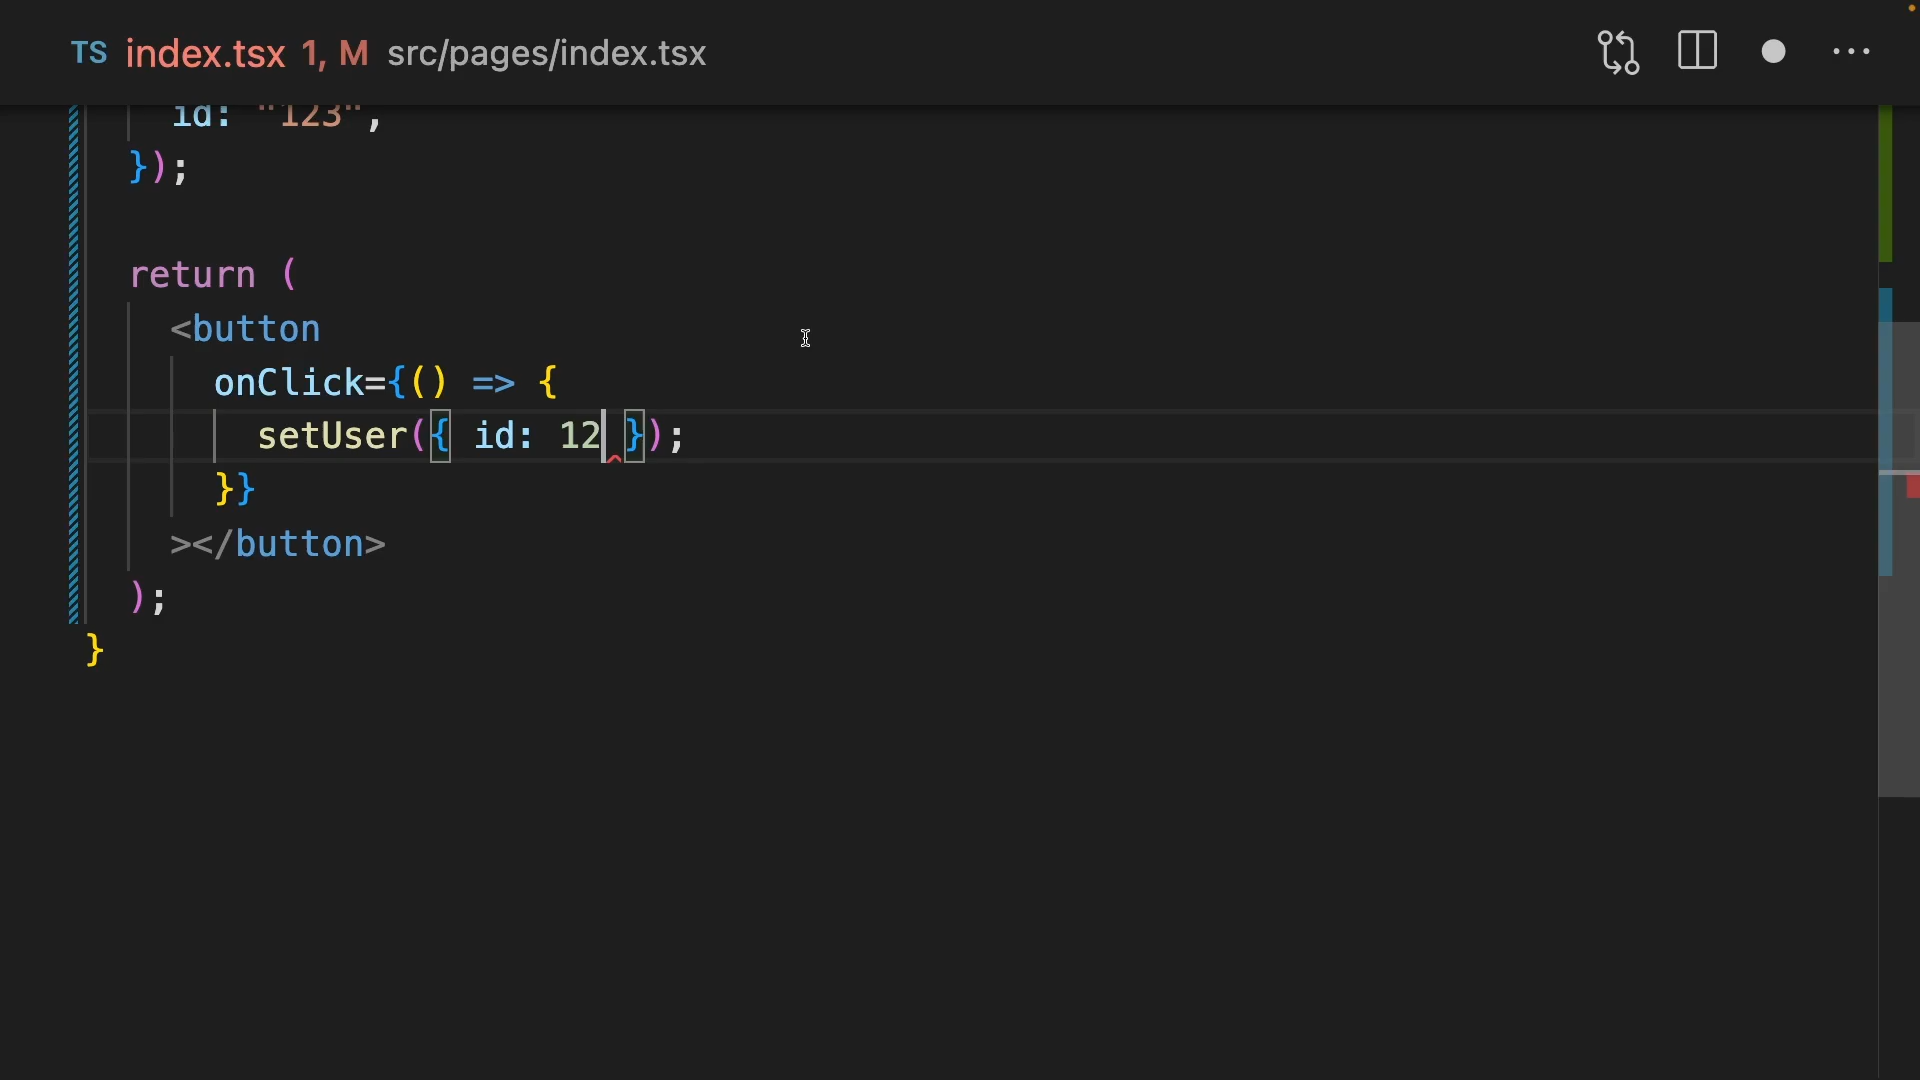 TS index.tsx 1, M src/pages/index.tsx
id: "123",
});
return (
<button
onClick={() => {
setUser({ id: 12 });
}}
></button>
);
}